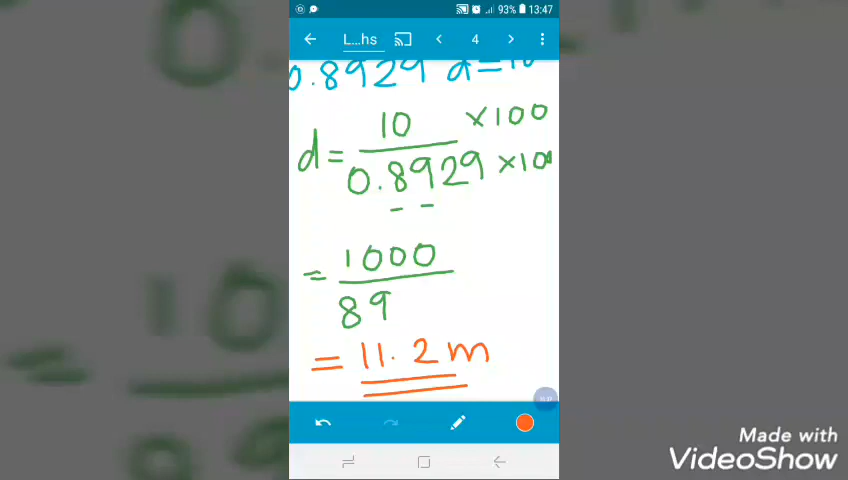 93% 13:47
L...hs 4
0.8929 d=10
10 ×100
d= 
0.8929 ×100
1000
=
89
= 11.2 m
Made with
VideoShow